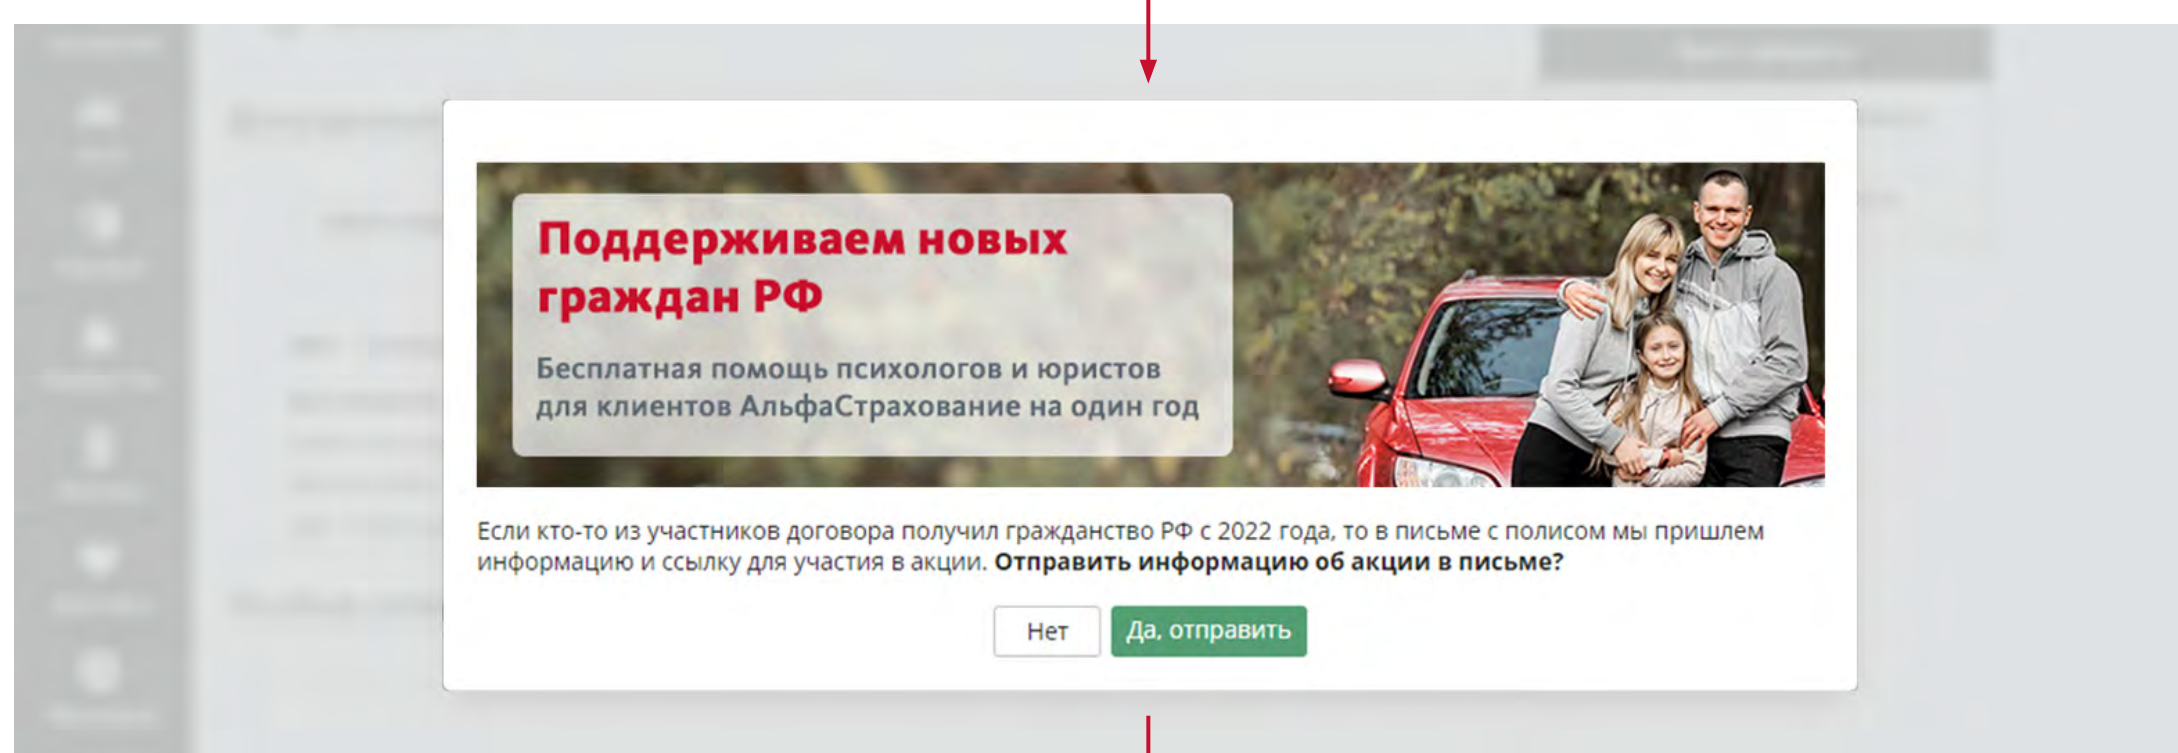 Поддерживаем новых
граждан РФ
Бесплатная помощь психологов и юристов
для клиентов АльфаСтрахование на один год
Если кто-то из участников договора получил гражданство РФ с 2022 года, то в письме с полисом мы пришлем
информацию и ссылку для участия в акции. Отправить информацию об акции в письме?
Нет
Да, отправить